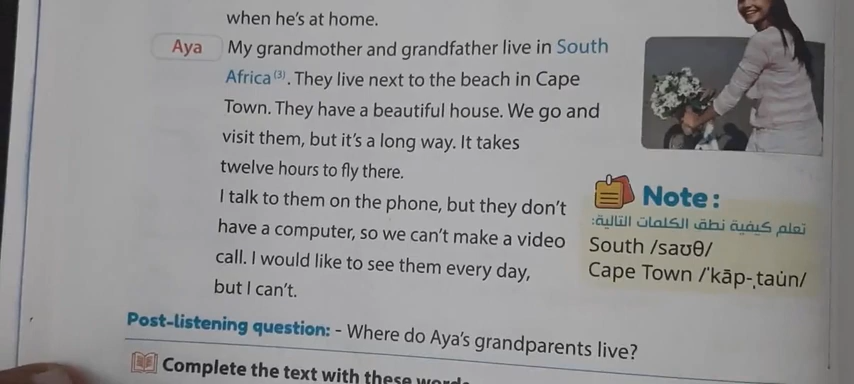 when he's at home.
Aya My grandmother and grandfather live in South
Africa (3). They live next to the beach in Cape
Town. They have a beautiful house. We go and
visit them, but it's a long way. It takes
twelve hours to fly there.
I talk to them on the phone, but they don't
have a computer, so we can't make a video
call. I would like to see them every day,
but I can't.
Note:
تعلم كيفية نطق الكلمات التالية:
South /saʊθ/
Cape Town /ˈkāp-ˌtau̇n/
Post-listening question: - Where do Aya's grandparents live?
Complete the text with these words